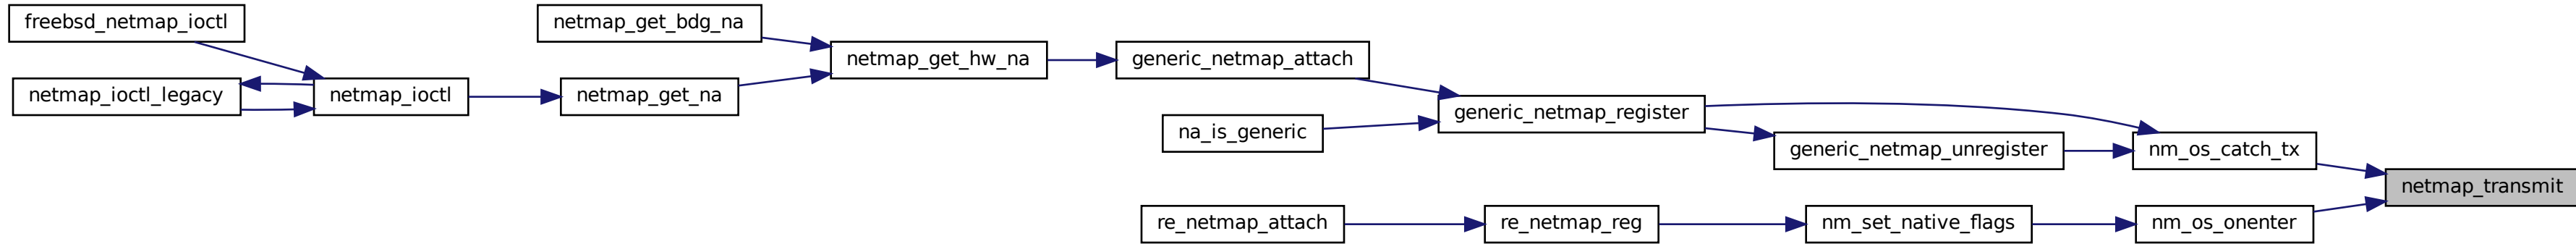 freebsd_netmap_ioctl
netmap_ioctl_legacy
netmap_ioctl
netmap_get_bdg_na
netmap_get_na
netmap_get_hw_na
generic_netmap_attach
na_is_generic
generic_netmap_register
generic_netmap_unregister
nm_os_catch_tx
netmap_transmit
re_netmap_attach
re_netmap_reg
nm_set_native_flags
nm_os_onenter